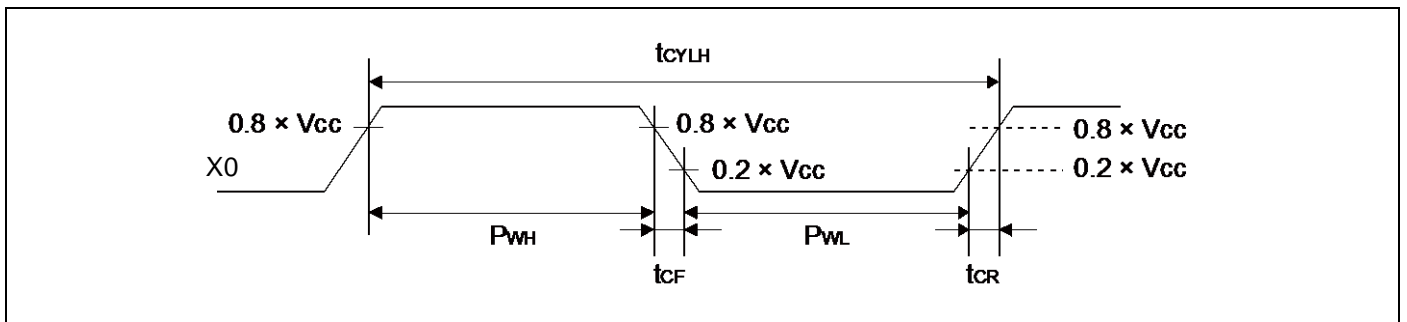 tCYLH
0.8 × Vcc
0.8 × Vcc
0.8 × Vcc
X0
0.2 × Vcc
0.2 × Vcc
PWH
PWL
tCF
tCR